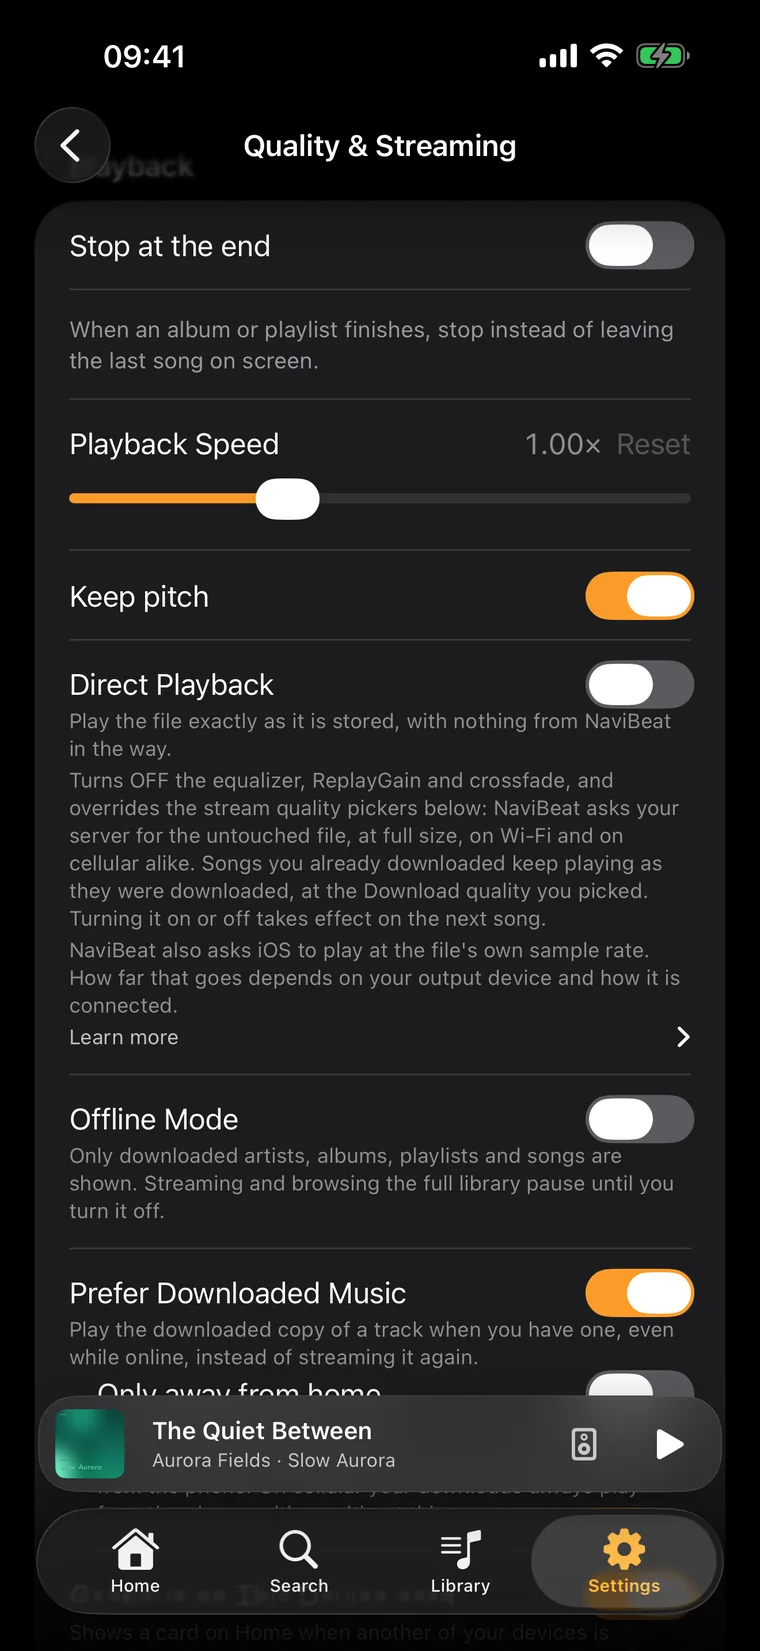 09:41
Playback
Quality & Streaming
Stop at the end
When an album or playlist finishes, stop instead of leaving
the last song on screen.
Playback Speed 1.00× Reset
Keep pitch
Direct Playback
Play the file exactly as it is stored, with nothing from NaviBeat
in the way.
Turns OFF the equalizer, ReplayGain and crossfade, and
overrides the stream quality pickers below: NaviBeat asks your
server for the untouched file, at full size, on Wi-Fi and on
cellular alike. Songs you already downloaded keep playing as
they were downloaded, at the Download quality you picked.
Turning it on or off takes effect on the next song.
NaviBeat also asks iOS to play at the file's own sample rate.
How far that goes depends on your output device and how it is
connected.
Learn more
Offline Mode
Only downloaded artists, albums, playlists and songs are
shown. Streaming and browsing the full library pause until you
turn it off.
Prefer Downloaded Music
Play the downloaded copy of a track when you have one, even
while online, instead of streaming it again.
Only away from home
Slow Aurora
The Quiet Between
Aurora Fields · Slow Aurora
Home
Search
Library
Settings
Shows a card on Home when another of your devices is